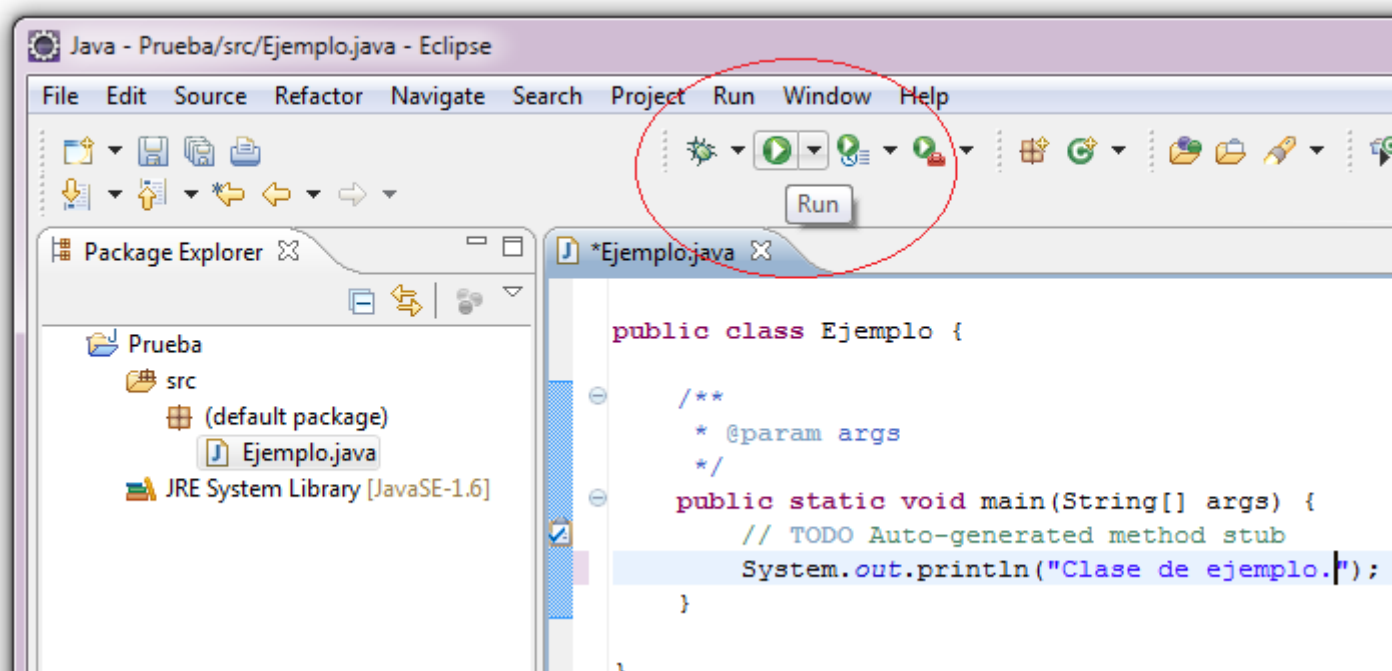 Java - Prueba/src/Ejemplo.java - Eclipse
File Edit Source Refactor Navigate Search Project Run Window Help
Run
Package Explorer
Prueba
src
(default package)
Ejemplo.java
JRE System Library [JavaSE-1.6]
*Ejemplo.java
public class Ejemplo {
/**
* @param args
*/
public static void main(String[] args) {
// TODO Auto-generated method stub
System.out.println("Clase de ejemplo.");
}
}